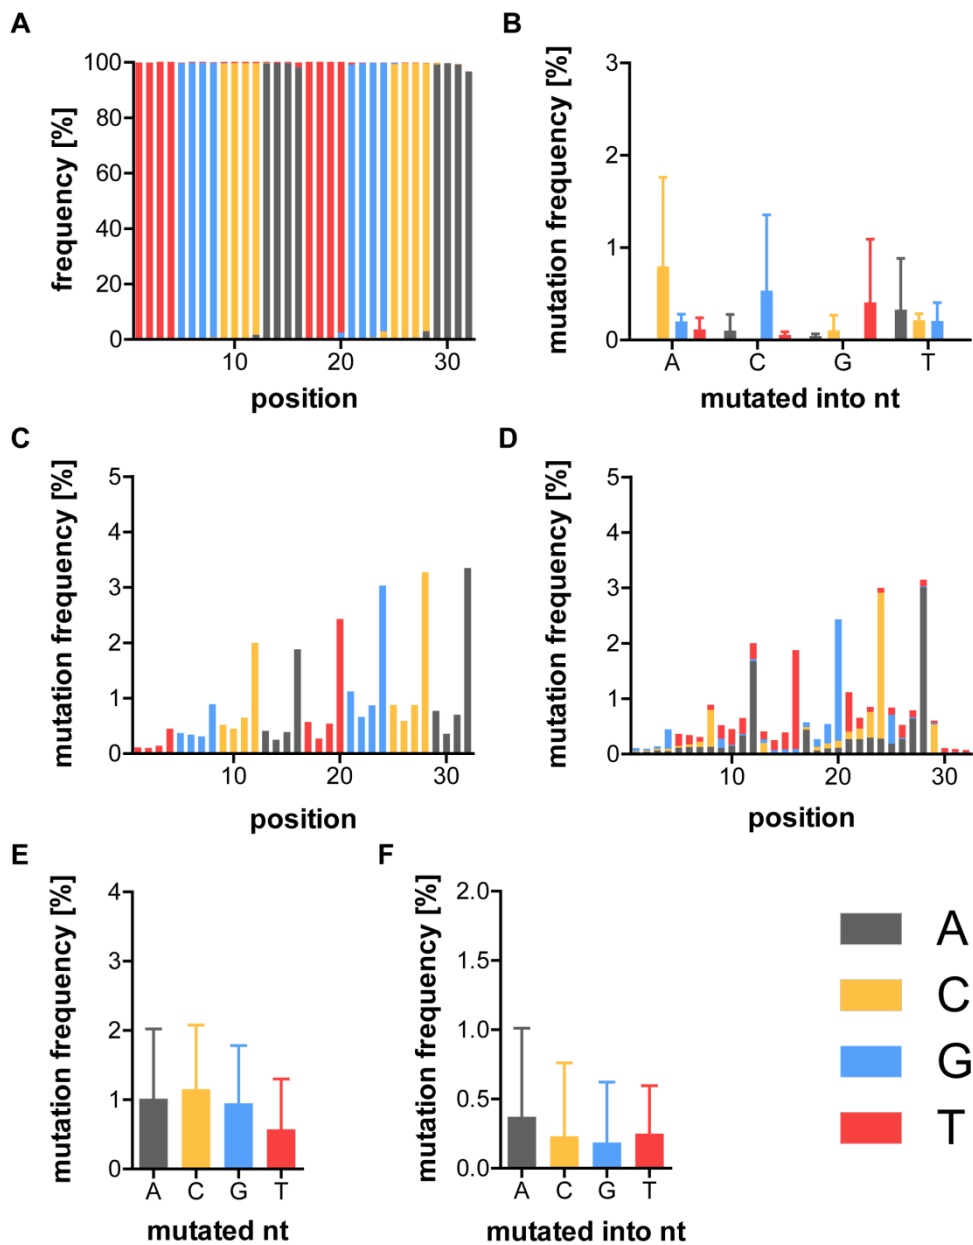 A
B
frequency [%]
100
80
60
40
20
0
10
20
30
position
mutation frequency [%]
3
2
1
0
A
C
G
T
mutated into nt
C
D
mutation frequency [%]
5
4
3
2
1
0
10
20
30
position
mutation frequency [%]
5
4
3
2
1
0
10
20
30
position
E
F
mutation frequency [%]
4
3
2
1
0
A
C
G
T
mutated nt
mutation frequency [%]
2.0
1.5
1.0
0.5
0.0
A
C
G
T
mutated into nt
A
C
G
T